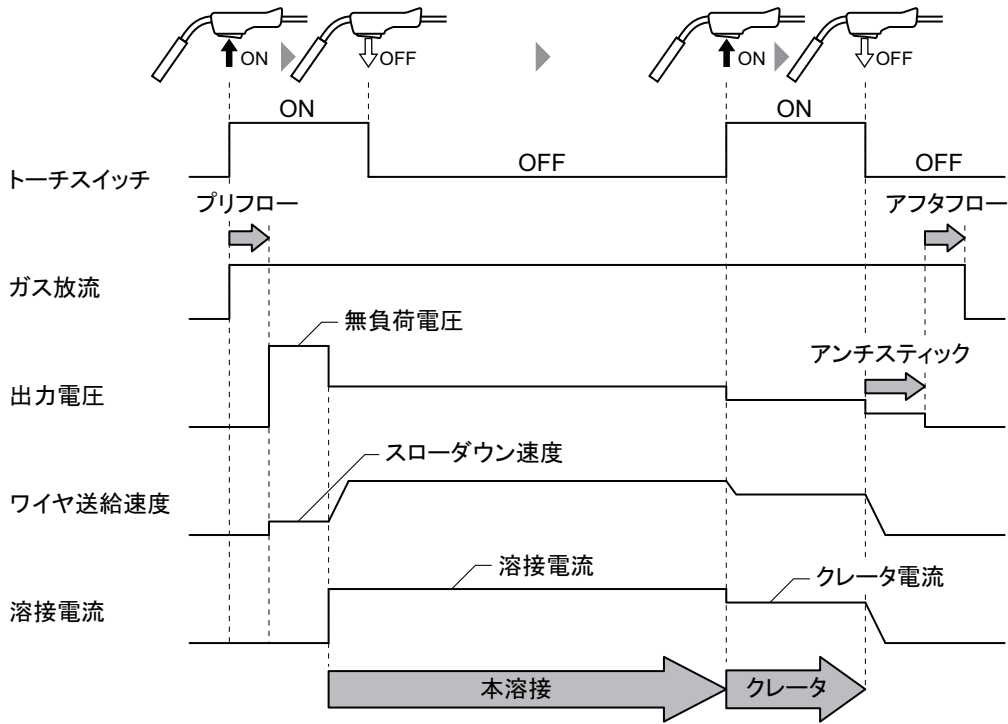 ON
OFF
ON
OFF
ON
ON
トーチスイッチ
OFF
OFF
プリフロー
アフタフロー
ガス放流
無負荷電圧
アンチスティック
出力電圧
スローダウン速度
ワイヤ送給速度
溶接電流
クレータ電流
溶接電流
本溶接
クレータ